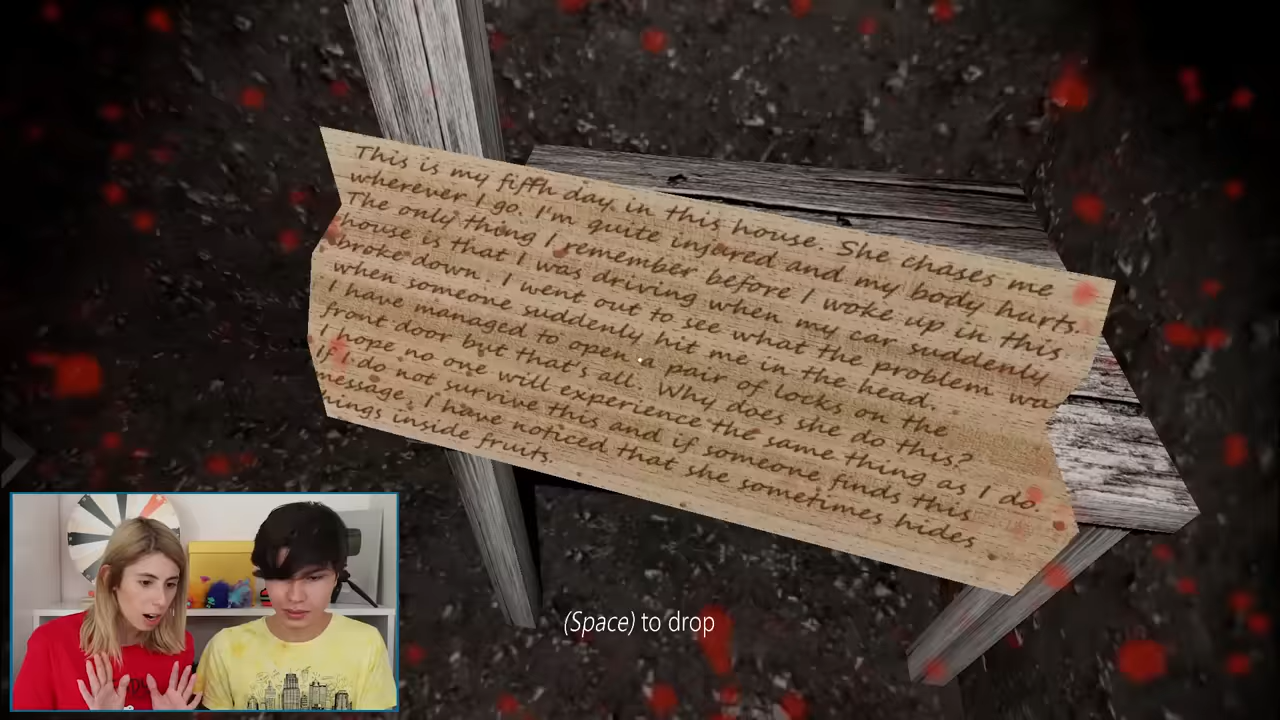 This is my fifth day in this house. She chases me
wherever I go. I'm quite injured and my body hurts.
The only thing I remember before I woke up in this
house is that I was driving when my car suddenly
broke down. I went out to see what the problem wa
when someone suddenly hit me in the head.
I have managed to open a pair of locks on the
front door but that's all. Why does she do this?
I hope no one will experience the same thing as I do.
If I do not survive this and if someone finds this
message, I have noticed that she sometimes hides
hings inside fruits.
(Space) to drop